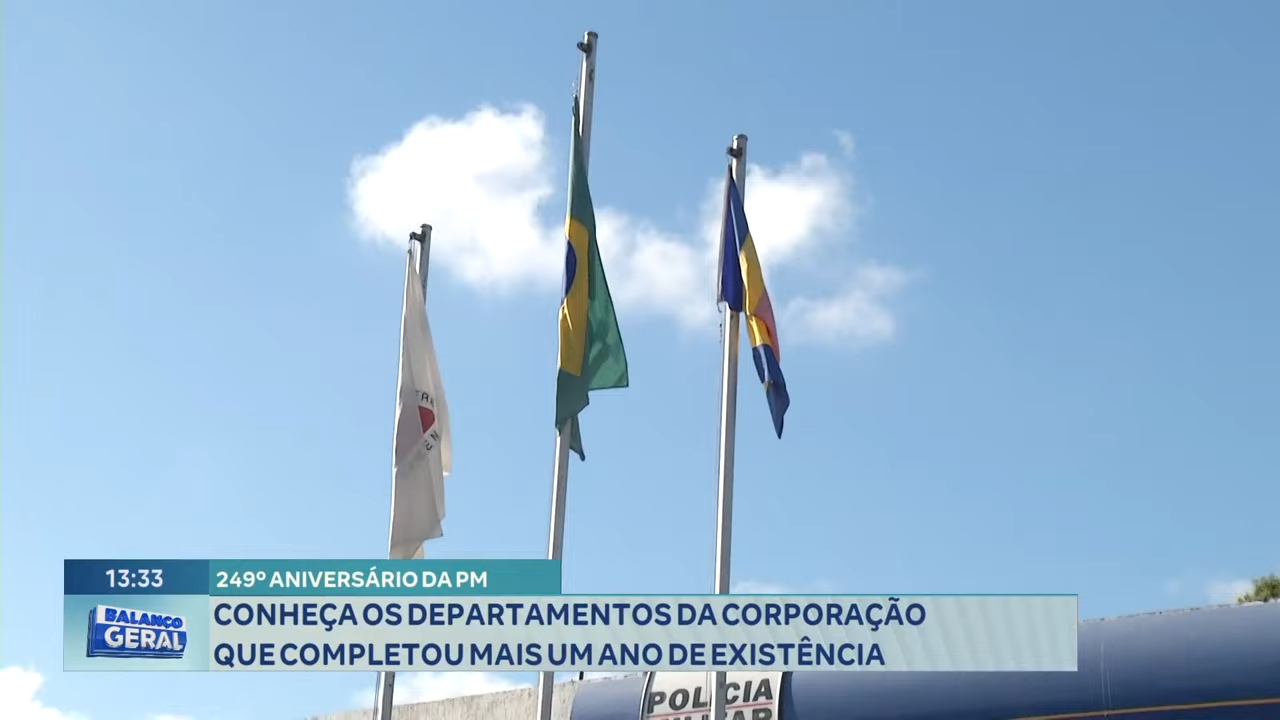 13:33
249º ANIVERSÁRIO DA PM
BALANÇO
GERAL
CONHEÇA OS DEPARTAMENTOS DA CORPORAÇÃO
QUE COMPLETOU MAIS UM ANO DE EXISTÊNCIA
POLÍCIA